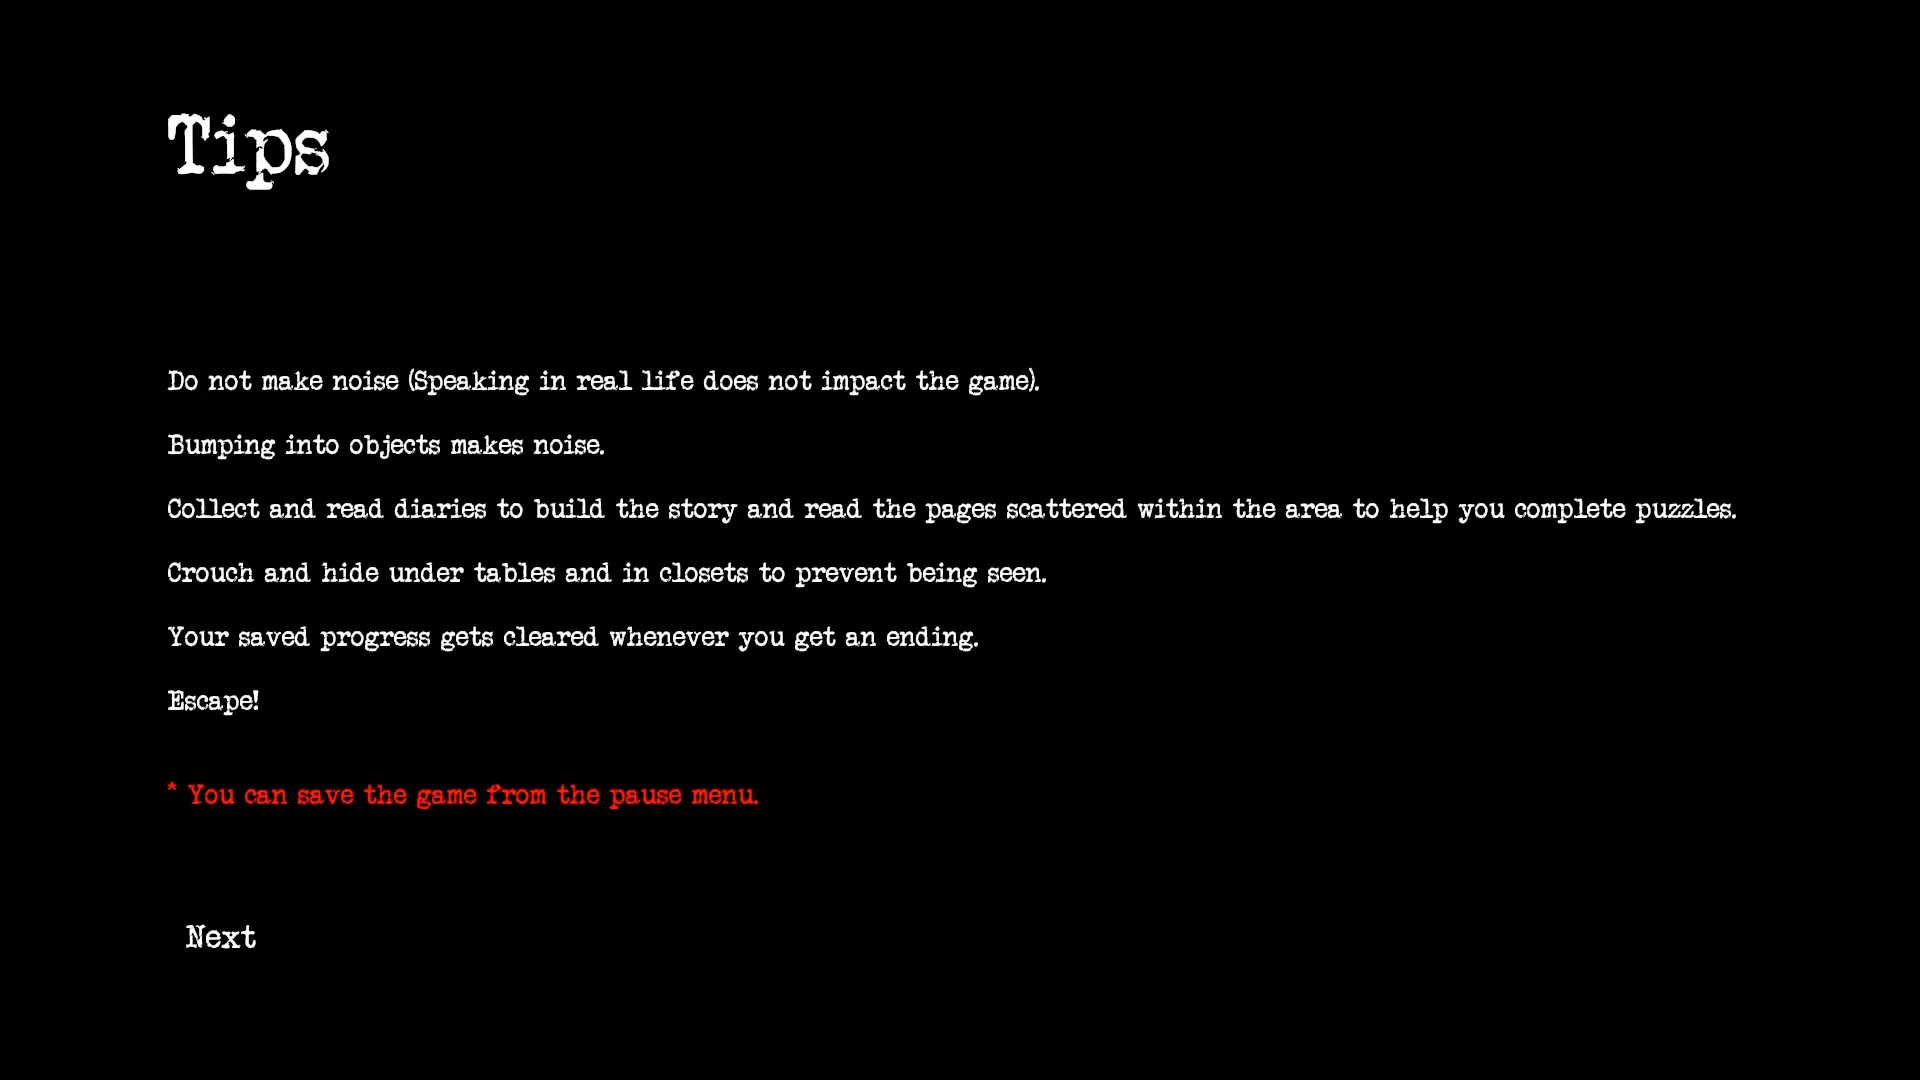 Tips
Do not make noise (Speaking in real life does not impact the game).
Bumping into objects makes noise.
Collect and read diaries to build the story and read the pages scattered within the area to help you complete puzzles.
Crouch and hide under tables and in closets to prevent being seen.
Your saved progress gets cleared whenever you get an ending.
Escape!
* You can save the game from the pause menu.
Next